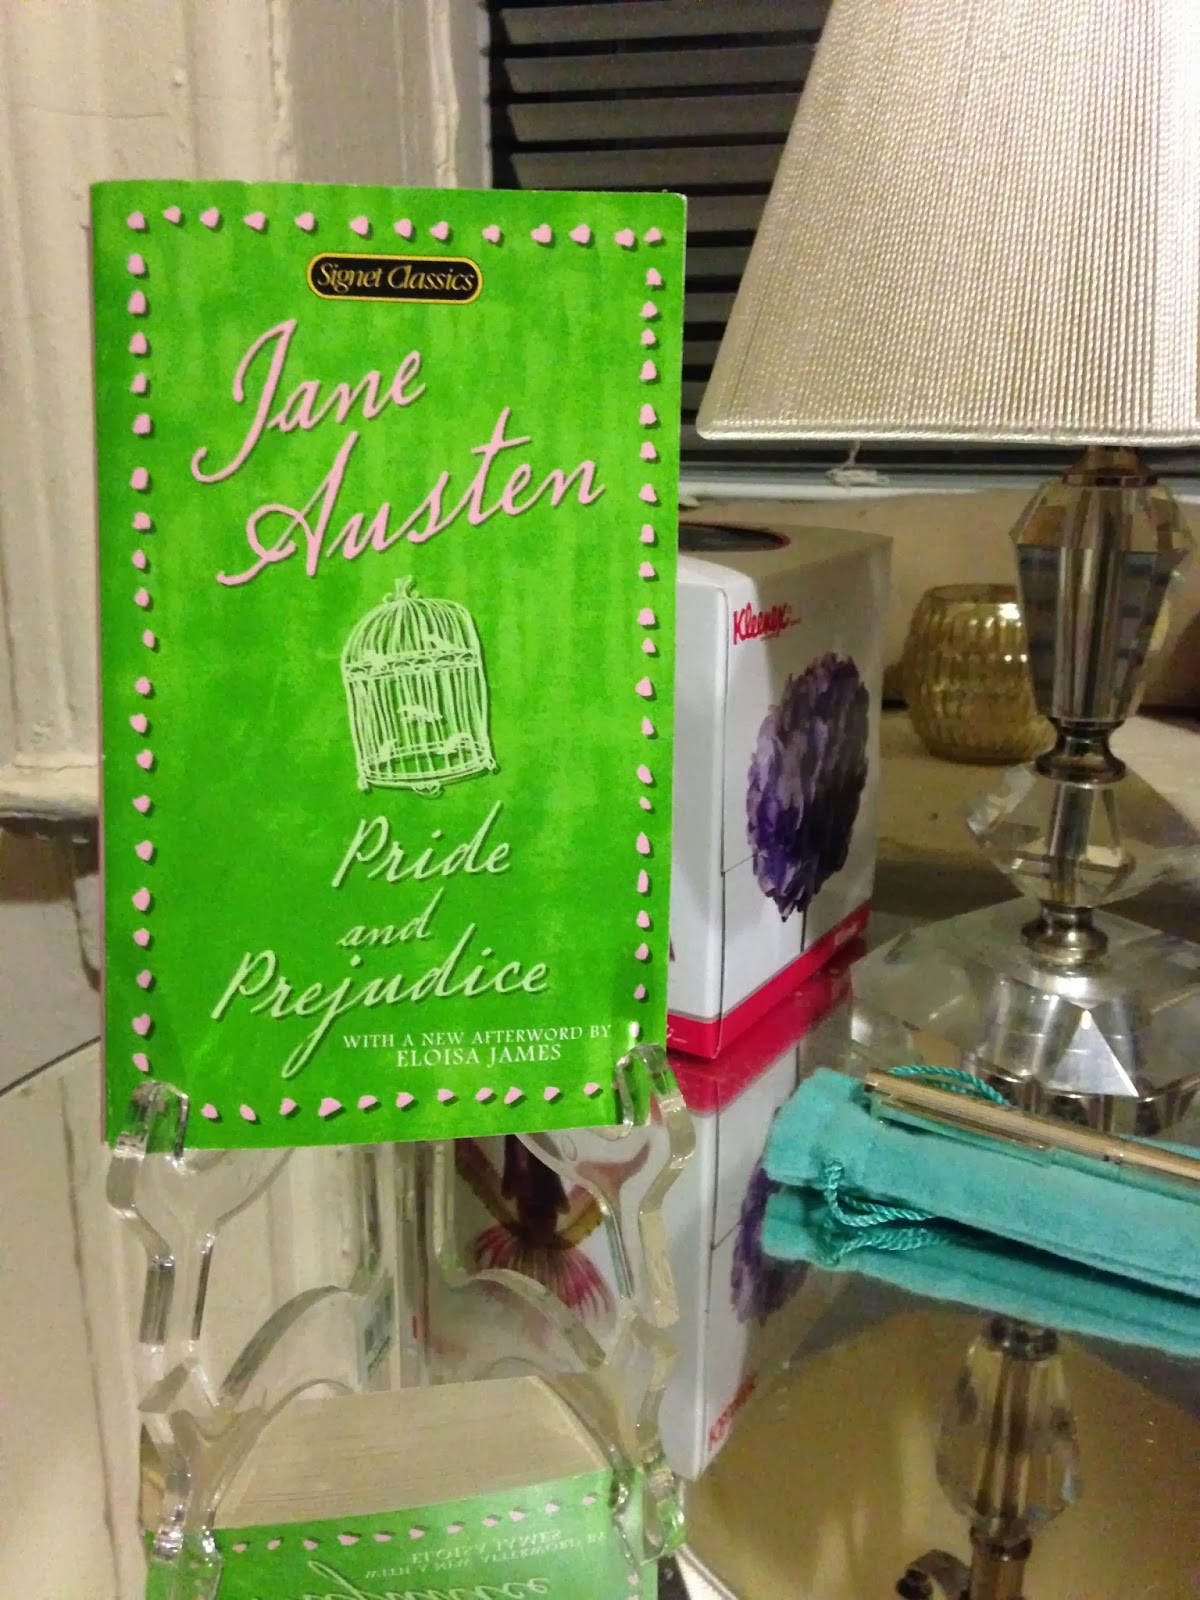 Signet Classics
Jane
Austen
Pride
and
Prejudice
WITH A NEW AFTERWORD BY
ELOISA JAMES
Kleenex